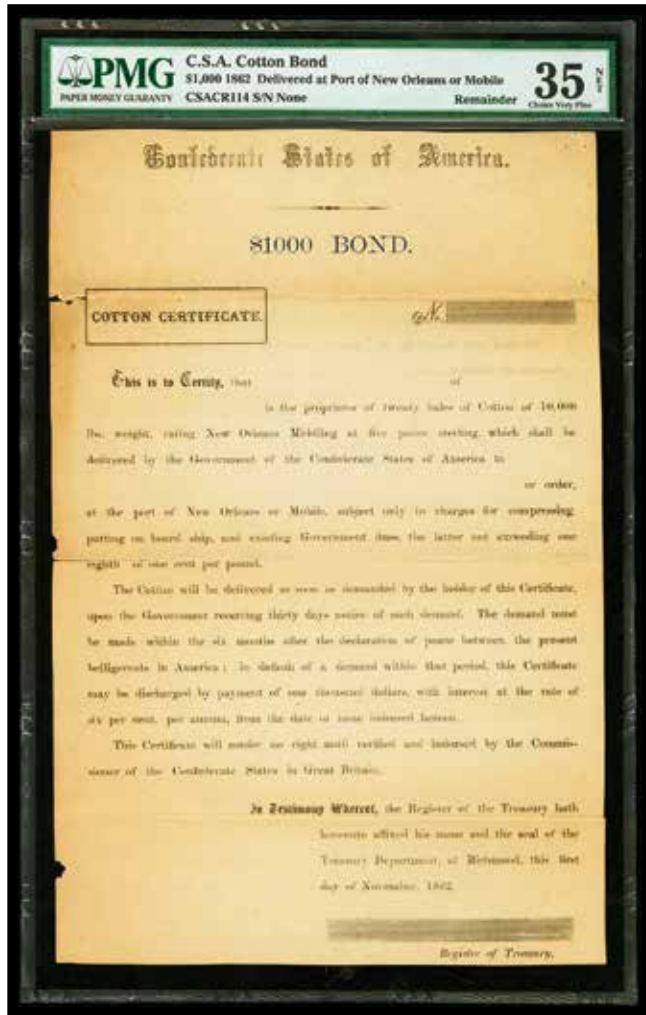 PMG
PAPER MONEY GUARANTY
C.S.A. Cotton Bond
$1,000 1862 Delivered at Port of New Orleans or Mobile
CSACR114 S/N None
Remainder
35
NET
Choice Very Fine
Confederate States of America.
$1000 BOND.
COTTON CERTIFICATE.
No.
This is to Certify, that of
is the proprietor of twenty bales of Cotton of 10,000
lbs. weight, rating New Orleans Middling at five pence sterling, which shall be
delivered by the Government of the Confederate States of America to
or order,
at the port of New Orleans or Mobile, subject only to charges for compressing,
putting on board ship, and existing Government dues, the latter not exceeding one
eighth of one cent per pound.
The Cotton will be delivered as soon as demanded by the holder of this Certificate,
upon the Government receiving thirty days notice of such demand. The demand must
be made within the six months after the declaration of peace between the present
belligerents in America; in default of a demand within that period, this Certificate
may be discharged by payment of one thousand dollars, with interest at the rate of
six per cent. per annum, from the date of issue indorsed hereon.
This Certificate will confer no right until verified and indorsed by the Commis-
sioner of the Confederate States in Great Britain.
In Testimony Whereof, the Register of the Treasury hath
hereunto affixed his name and the seal of the
Treasury Department, at Richmond, this first
day of November, 1862.
Register of Treasury.